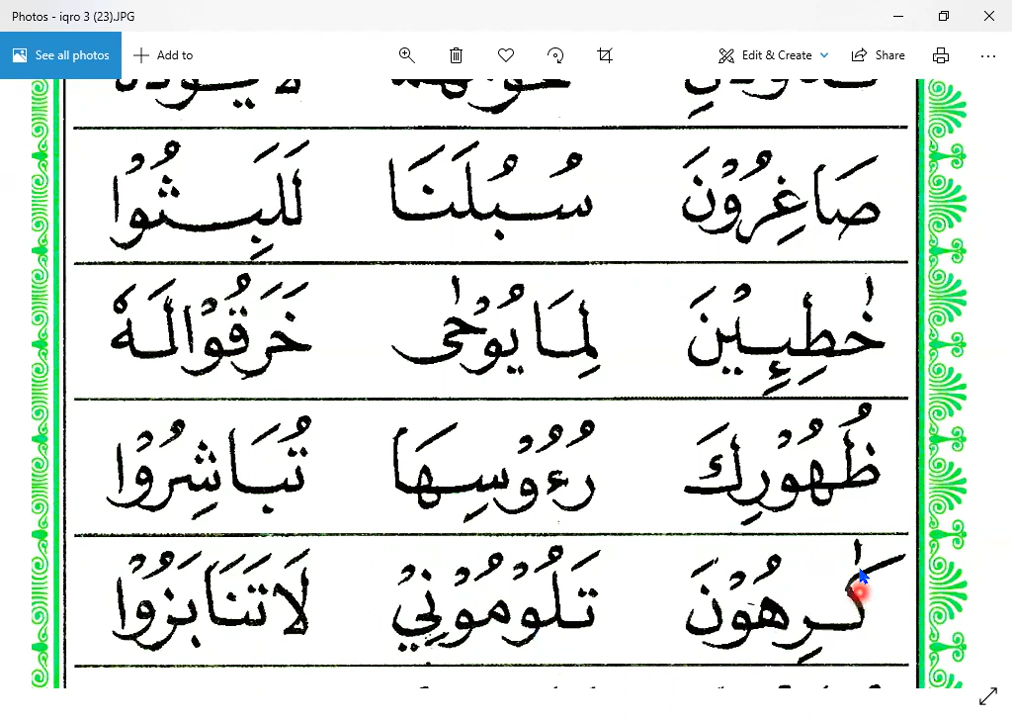 Photos - iqro 3 (23).JPG
See all photos Add to Edit & Create Share
صَاغِرُوْنَ سُبُلَنَا لَلَبِثُوْا
خٰطِـِٕيْنَ لِمَا يُوْحٰى خَرَقُوْا لَهٗ
ظُهُوْرِكَ رُءُوْسِهَا تُبَاشِرُوْا
كٰرِهُوْنَ تَلُوْمُوْنِيْ لَاتَنَابَزُوْا